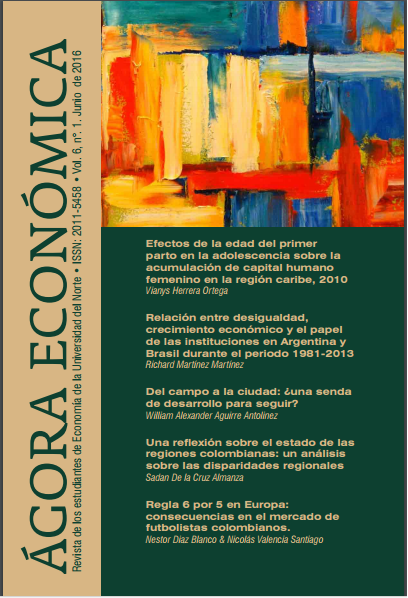 ÁGORA ECONÓMICA
Revista de los estudiantes de Economía de la Universidad del Norte • ISSN: 2011-5458 • Vol. 6, nº. 1. Junio de 2016
Efectos de la edad del primer
parto en la adolescencia sobre la
acumulación de capital humano
femenino en la región caribe, 2010
Vianys Herrera Ortega
Relación entre desigualdad,
crecimiento económico y el papel
de las instituciones en Argentina y
Brasil durante el periodo 1981-2013
Richard Martínez Martínez
Del campo a la ciudad: ¿una senda
de desarrollo para seguir?
William Alexander Aguirre Antolinez
Una reflexión sobre el estado de las
regiones colombianas: un análisis
sobre las disparidades regionales
Sadan De la Cruz Almanza
Regla 6 por 5 en Europa:
consecuencias en el mercado de
futbolistas colombianos.
Nestor Díaz Blanco & Nicolás Valencia Santiago